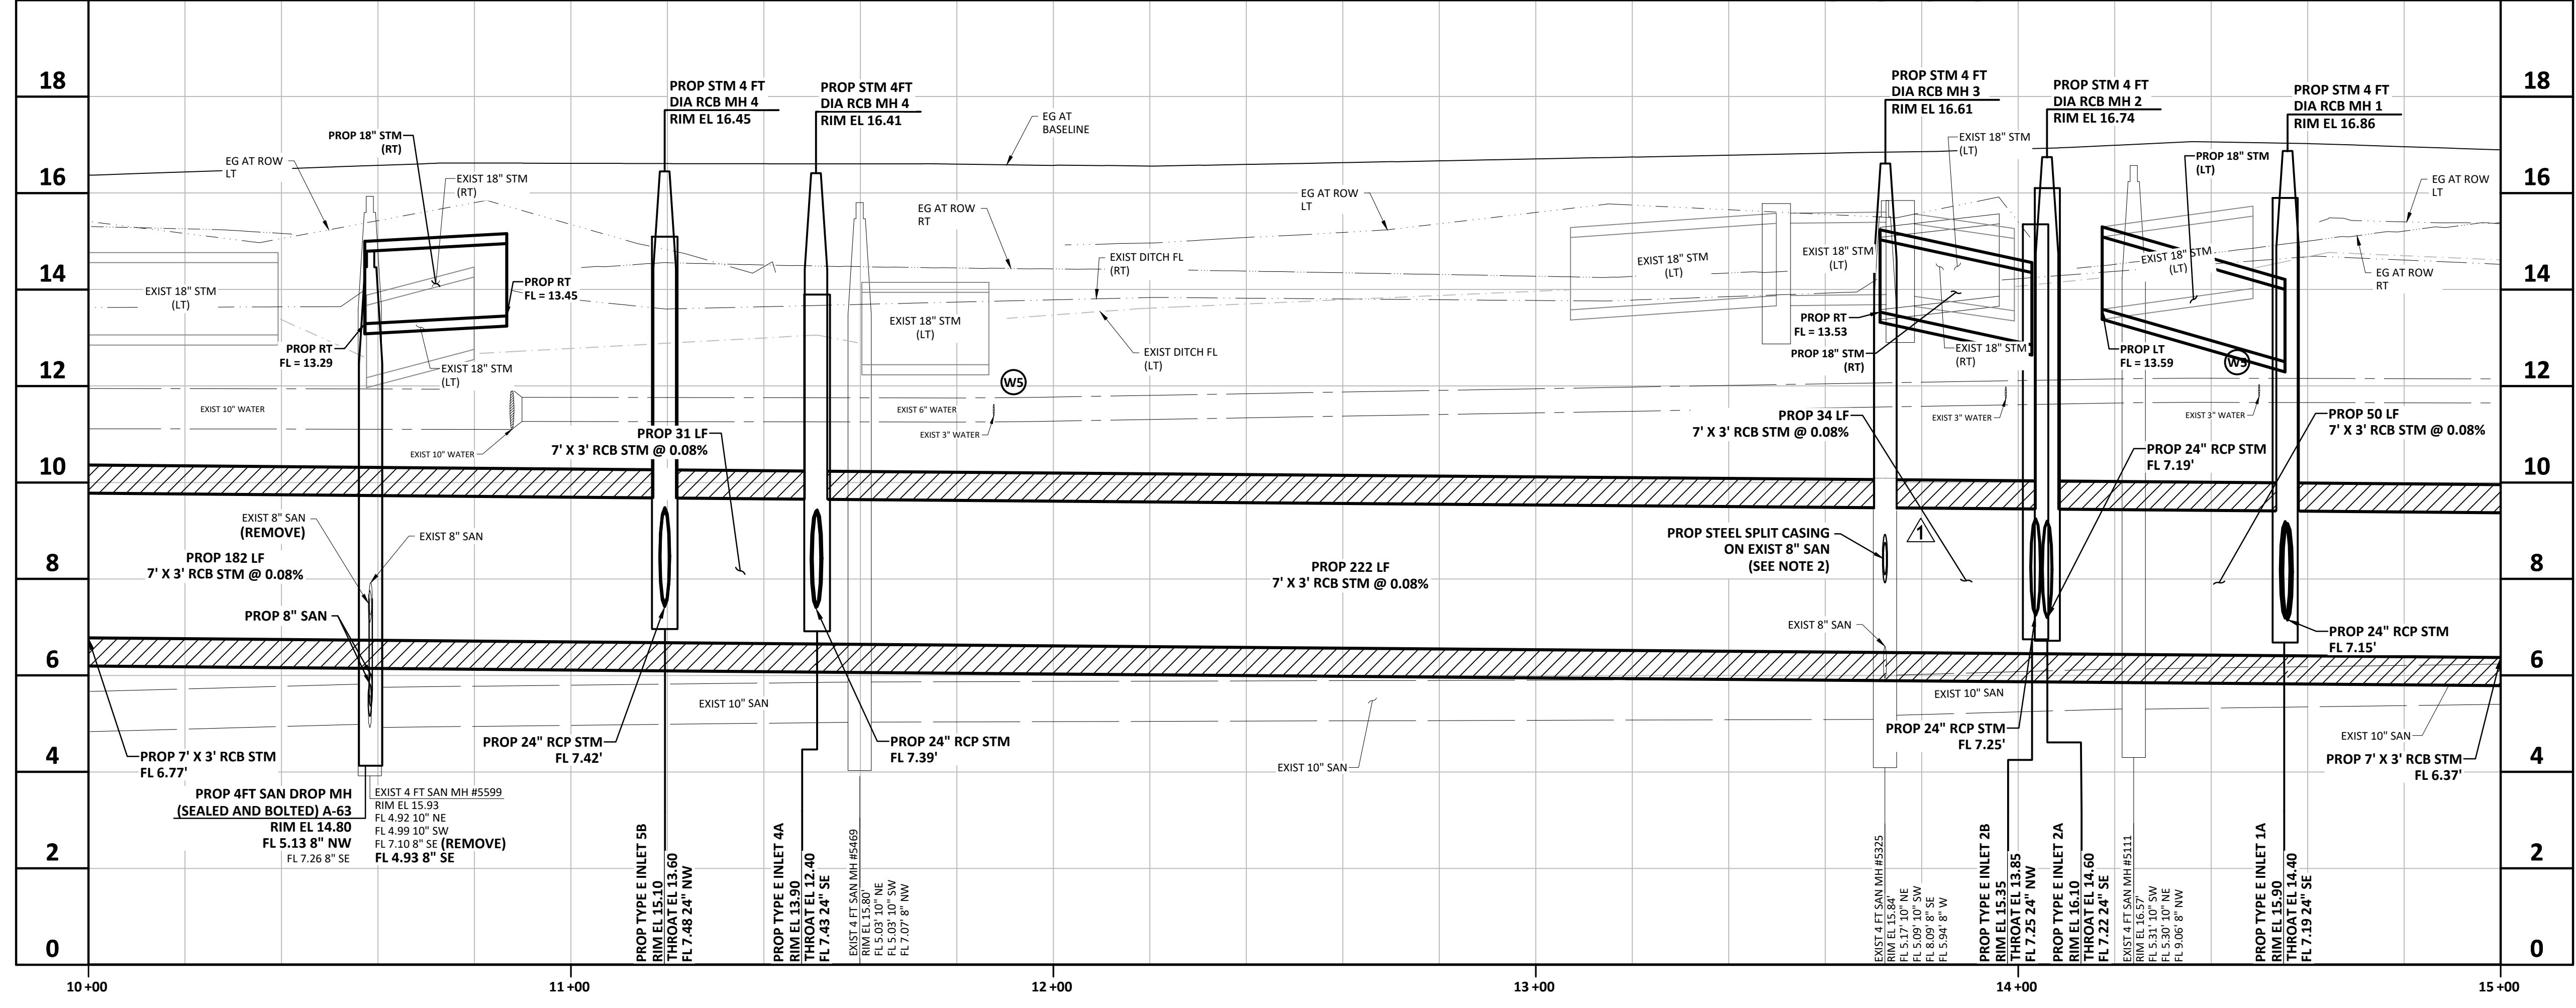 18
16
14
12
10
8
6
4
2
0
18
16
14
12
10
8
6
4
2
0
PROP STM 4 FT
DIA RCB MH 4
RIM EL 16.45
PROP STM 4FT
DIA RCB MH 4
RIM EL 16.41
PROP STM 4 FT
DIA RCB MH 3
RIM EL 16.61
PROP STM 4 FT
DIA RCB MH 2
RIM EL 16.74
PROP STM 4 FT
DIA RCB MH 1
RIM EL 16.86
EG AT ROW
LT
PROP 18" STM
(RT)
EXIST 18" STM
(RT)
EG AT
BASELINE
EG AT ROW
RT
EG AT ROW
LT
EXIST 18" STM
(LT)
PROP 18" STM
(LT)
EG AT ROW
LT
EXIST 18" STM
(LT)
PROP RT
FL = 13.45
PROP RT
FL = 13.29
EXIST 18" STM
(LT)
EXIST DITCH FL
(RT)
EXIST 18" STM
(LT)
EXIST DITCH FL
(LT)
EXIST 18" STM
(LT)
EXIST 18" STM
(LT)
PROP RT
FL = 13.53
PROP 18" STM
(RT)
EXIST 18" STM
(RT)
EXIST 18" STM
(LT)
EG AT ROW
RT
PROP LT
FL = 13.59
W5
W5
EXIST 10" WATER
EXIST 10" WATER
EXIST 6" WATER
EXIST 3" WATER
EXIST 3" WATER
EXIST 3" WATER
PROP 31 LF
7' X 3' RCB STM @ 0.08%
PROP 34 LF
7' X 3' RCB STM @ 0.08%
PROP 50 LF
7' X 3' RCB STM @ 0.08%
PROP 24" RCP STM
FL 7.19'
EXIST 8" SAN
(REMOVE)
EXIST 8" SAN
PROP 182 LF
7' X 3' RCB STM @ 0.08%
PROP 8" SAN
PROP 222 LF
7' X 3' RCB STM @ 0.08%
PROP STEEL SPLIT CASING
ON EXIST 8" SAN
(SEE NOTE 2)
1
EXIST 8" SAN
PROP 24" RCP STM
FL 7.15'
EXIST 10" SAN
EXIST 10" SAN
PROP 7' X 3' RCB STM
FL 6.77'
PROP 24" RCP STM
FL 7.42'
PROP 24" RCP STM
FL 7.39'
EXIST 10" SAN
PROP 24" RCP STM
FL 7.25'
EXIST 10" SAN
PROP 7' X 3' RCB STM
FL 6.37'
PROP 4FT SAN DROP MH
(SEALED AND BOLTED) A-63
RIM EL 14.80
FL 5.13 8" NW
FL 7.26 8" SE
EXIST 4 FT SAN MH #5599
RIM EL 15.93
FL 4.92 10" NE
FL 4.99 10" SW
FL 7.10 8" SE (REMOVE)
FL 4.93 8" SE
PROP TYPE E INLET 5B
RIM EL 15.10
THROAT EL 13.60
FL 7.48 24" NW
PROP TYPE E INLET 4A
RIM EL 13.90
THROAT EL 12.40
FL 7.43 24" SE
EXIST 4 FT SAN MH #5469
RIM EL 15.80'
FL 5.03' 10" NE
FL 5.03' 10" SW
FL 7.07' 8" NW
EXIST 4 FT SAN MH #5325
RIM EL 15.84'
FL 5.17' 10" NE
FL 5.09' 10" SW
FL 8.09' 8" SE
FL 5.94' 8" W
PROP TYPE E INLET 2B
RIM EL 15.35
THROAT EL 13.85
FL 7.25 24" NW
PROP TYPE E INLET 2A
RIM EL 16.10
THROAT EL 14.60
FL 7.22 24" SE
EXIST 4 FT SAN MH #5111
RIM EL 16.57'
FL 5.31' 10" SW
FL 5.30' 10" NE
FL 9.06' 8" NW
PROP TYPE E INLET 1A
RIM EL 15.90
THROAT EL 14.40
FL 7.19 24" SE
10+00
11+00
12+00
13+00
14+00
15+00